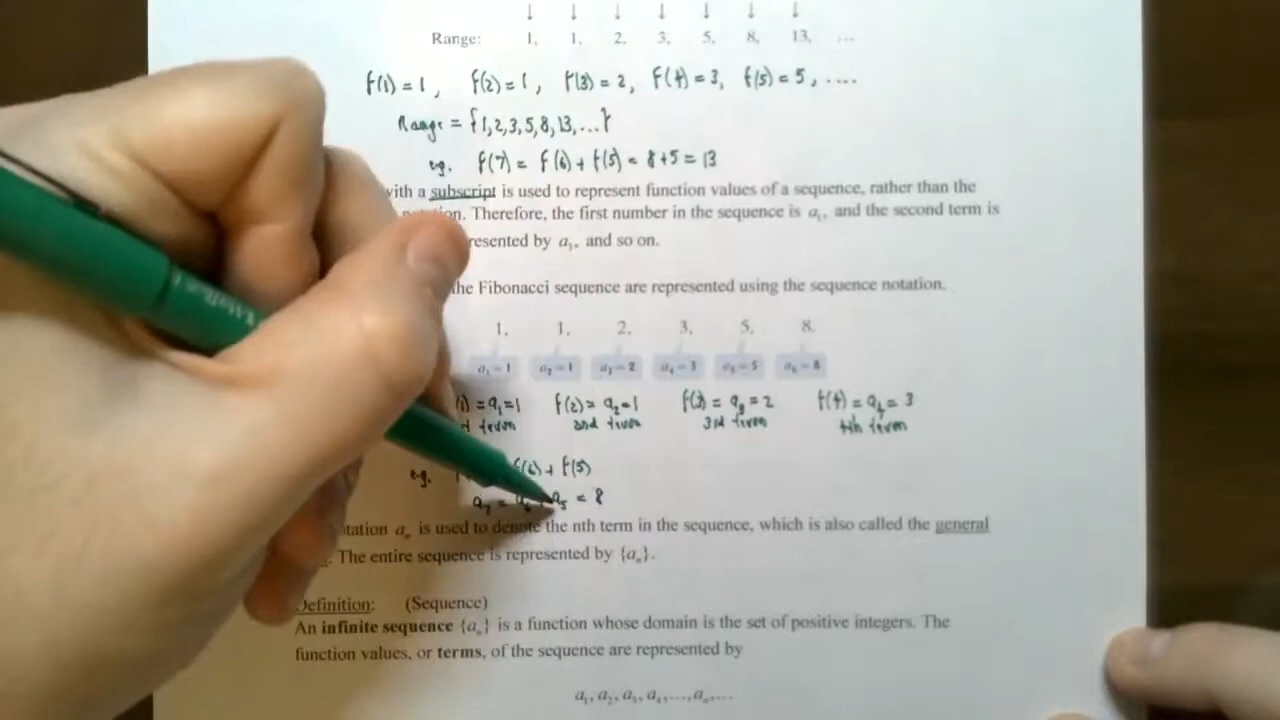 Range: 1, 1, 2, 3, 5, 8, 13, ...
f(1) = 1, f(2) = 1, f(3) = 2, f(4) = 3, f(5) = 5, ....
Range = {1,2,3,5,8,13,...}
eg. f(7) = f(6) + f(5) = 8+5 = 13
with a subscript is used to represent function values of a sequence, rather than the
Therefore, the first number in the sequence is a₁, and the second term is
and so on.
the Fibonacci sequence are represented using the sequence notation.
1, 1, 2, 3, 5, 8,
a₁ = 1 a₂ = 1 a₃ = 2 a₄ = 3 a₅ = 5 a₆ = 8
= a₁ = 1 f(2) = a₂ = 1 f(3) = a₃ = 2 f(4) = a₄ = 3
term 2nd term 3rd term 4th term
eg. f(6) + f(5)
a₇ = a₅ = 8
aₙ is used to denote the nth term in the sequence, which is also called the general
The entire sequence is represented by {aₙ}.
Definition: (Sequence)
An infinite sequence {aₙ} is a function whose domain is the set of positive integers. The
function values, or terms, of the sequence are represented by
a₁, a₂, a₃, a₄,..., aₙ,...